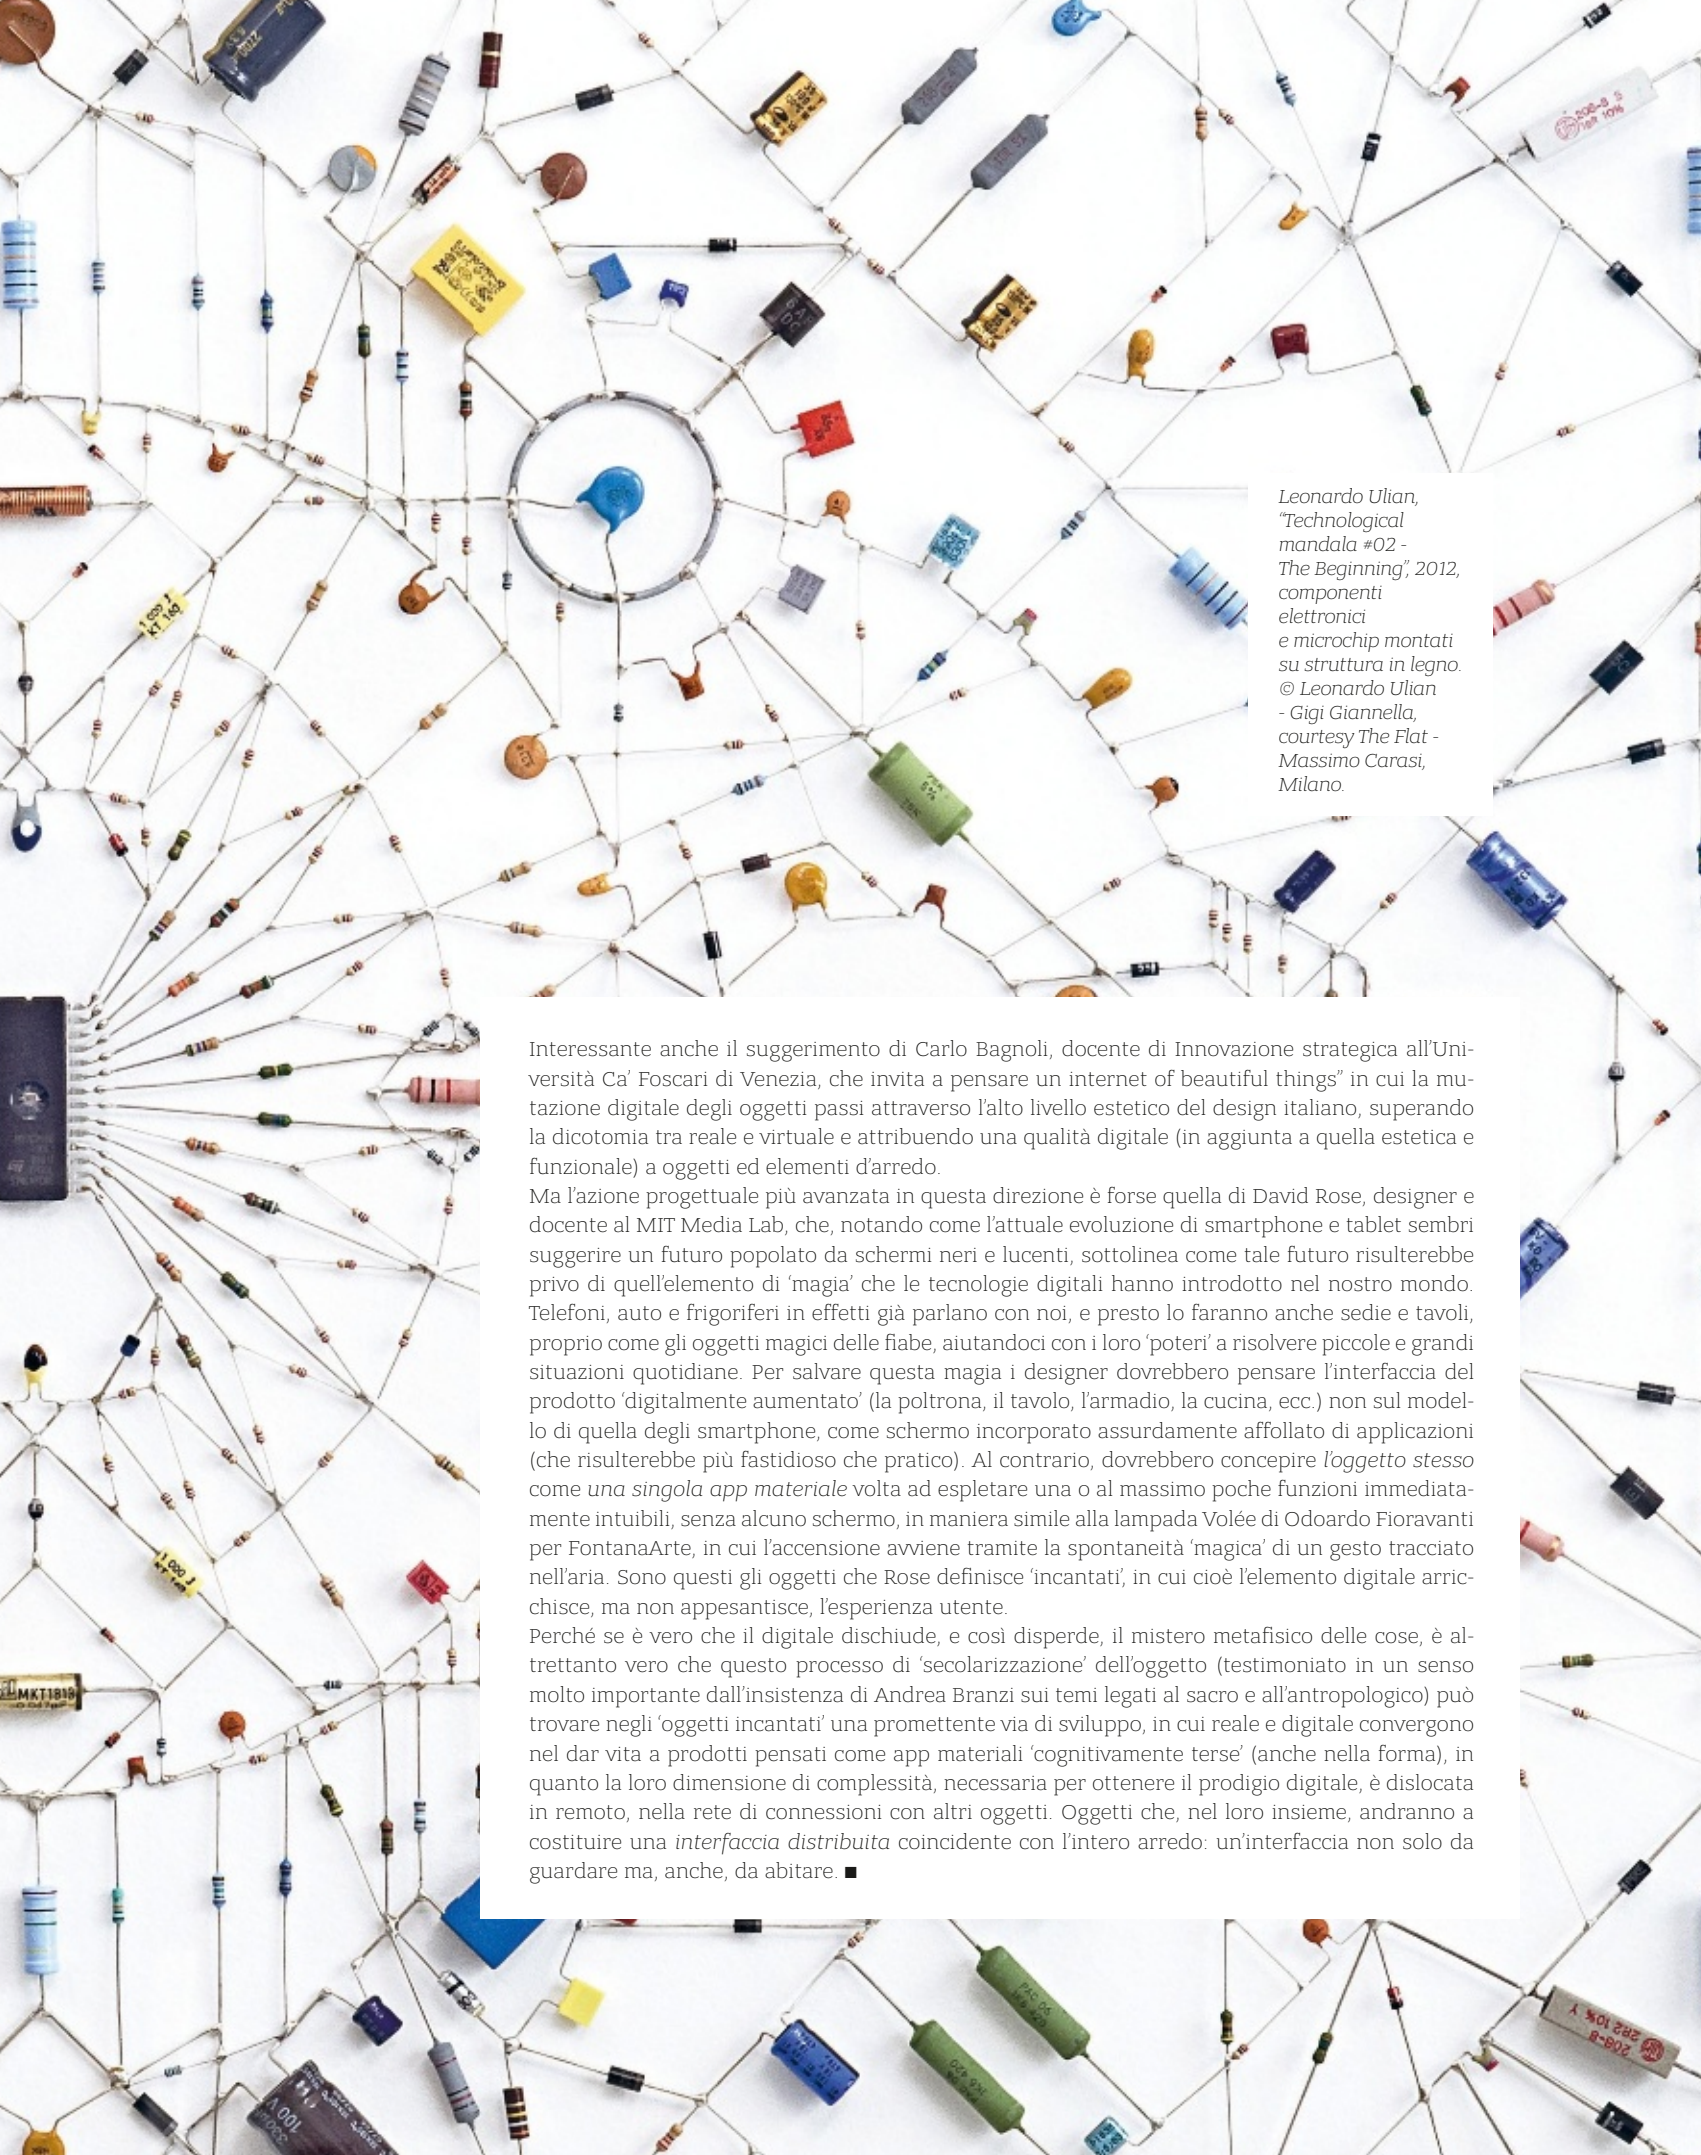 Leonardo Ulian,
“Technological
mandala #02 -
The Beginning”, 2012,
componenti
elettronici
e microchip montati
su struttura in legno.
© Leonardo Ulian
- Gigi Giannella,
courtesy The Flat -
Massimo Carasi,
Milano.
Interessante anche il suggerimento di Carlo Bagnoli, docente di Innovazione strategica all’Uni-
versità Ca’ Foscari di Venezia, che invita a pensare un internet of beautiful things” in cui la mu-
tazione digitale degli oggetti passi attraverso l’alto livello estetico del design italiano, superando
la dicotomia tra reale e virtuale e attribuendo una qualità digitale (in aggiunta a quella estetica e
funzionale) a oggetti ed elementi d’arredo.
Ma l’azione progettuale più avanzata in questa direzione è forse quella di David Rose, designer e
docente al MIT Media Lab, che, notando come l’attuale evoluzione di smartphone e tablet sembri
suggerire un futuro popolato da schermi neri e lucenti, sottolinea come tale futuro risulterebbe
privo di quell’elemento di ‘magia’ che le tecnologie digitali hanno introdotto nel nostro mondo.
Telefoni, auto e frigoriferi in effetti già parlano con noi, e presto lo faranno anche sedie e tavoli,
proprio come gli oggetti magici delle fiabe, aiutandoci con i loro ‘poteri’ a risolvere piccole e grandi
situazioni quotidiane. Per salvare questa magia i designer dovrebbero pensare l’interfaccia del
prodotto ‘digitalmente aumentato’ (la poltrona, il tavolo, l’armadio, la cucina, ecc.) non sul model-
lo di quella degli smartphone, come schermo incorporato assurdamente affollato di applicazioni
(che risulterebbe più fastidioso che pratico). Al contrario, dovrebbero concepire l’oggetto stesso
come una singola app materiale volta ad espletare una o al massimo poche funzioni immediata-
mente intuibili, senza alcuno schermo, in maniera simile alla lampada Volée di Odoardo Fioravanti
per FontanaArte, in cui l’accensione avviene tramite la spontaneità ‘magica’ di un gesto tracciato
nell’aria. Sono questi gli oggetti che Rose definisce ‘incantati’, in cui cioè l’elemento digitale arric-
chisce, ma non appesantisce, l’esperienza utente.
Perché se è vero che il digitale dischiude, e così disperde, il mistero metafisico delle cose, è al-
trettanto vero che questo processo di ‘secolarizzazione’ dell’oggetto (testimoniato in un senso
molto importante dall’insistenza di Andrea Branzi sui temi legati al sacro e all’antropologico) può
trovare negli ‘oggetti incantati’ una promettente via di sviluppo, in cui reale e digitale convergono
nel dar vita a prodotti pensati come app materiali ‘cognitivamente terse’ (anche nella forma), in
quanto la loro dimensione di complessità, necessaria per ottenere il prodigio digitale, è dislocata
in remoto, nella rete di connessioni con altri oggetti. Oggetti che, nel loro insieme, andranno a
costituire una interfaccia distribuita coincidente con l’intero arredo: un’interfaccia non solo da
guardare ma, anche, da abitare. ■
1 000 J
KT 160
1 000 J
MKT1813
100 V
208-8
2R2 10% Y